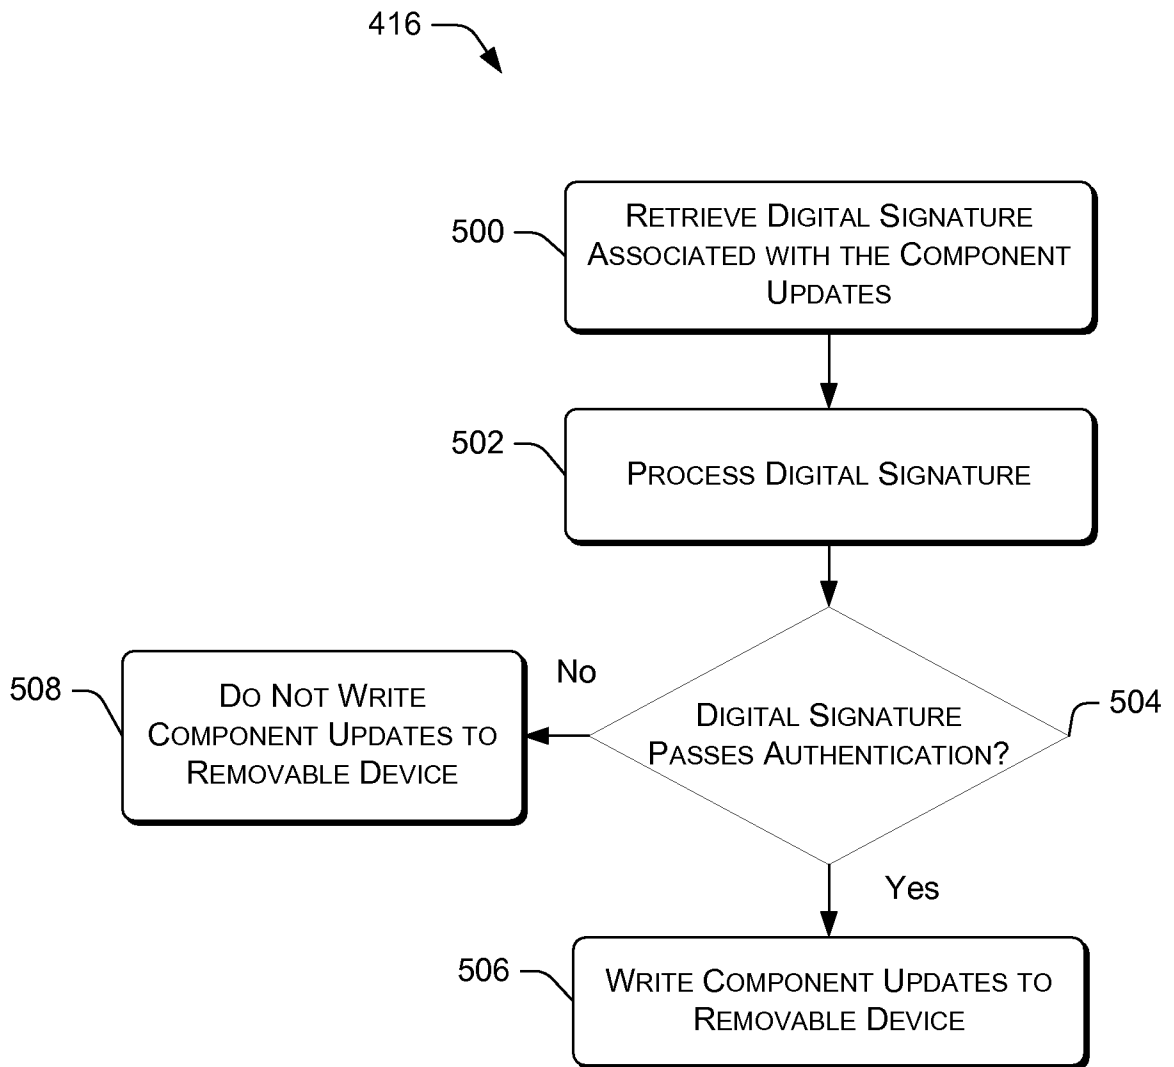 416
500
RETRIEVE DIGITAL SIGNATURE
ASSOCIATED WITH THE COMPONENT
UPDATES
502
PROCESS DIGITAL SIGNATURE
508
DO NOT WRITE
COMPONENT UPDATES TO
REMOVABLE DEVICE
No
DIGITAL SIGNATURE
PASSES AUTHENTICATION?
504
Yes
506
WRITE COMPONENT UPDATES TO
REMOVABLE DEVICE